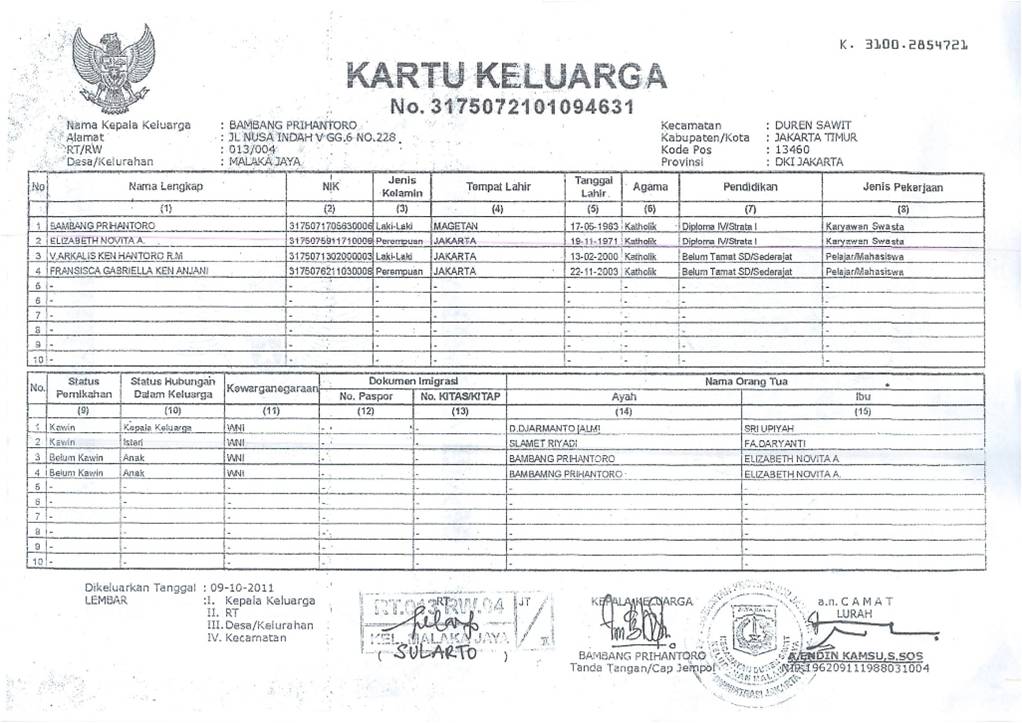 K. 3100.2854721
KARTU KELUARGA
No. 3175072101094631
Nama Kepala Keluarga : BAMBANG PRIHANTORO
Alamat : JL NUSA INDAH V GG.6 NO.228
RT/RW : 013/004
Desa/Kelurahan : MALAKA JAYA
Kecamatan : DUREN SAWIT
Kabupaten/Kota : JAKARTA TIMUR
Kode Pos : 13460
Provinsi : DKI JAKARTA
No Nama Lengkap NIK Jenis Kelamin Tempat Lahir Tanggal Lahir Agama Pendidikan Jenis Pekerjaan
(1) (2) (3) (4) (5) (6) (7) (8)
1 BAMBANG PRIHANTORO 3175071705630006 Laki-Laki MAGETAN 17-05-1963 Katholik Diploma IV/Strata I Karyawan Swasta
2 ELIZABETH NOVITA A. 3175075911710009 Perempuan JAKARTA 19-11-1971 Katholik Diploma IV/Strata I Karyawan Swasta
3 V.ARKALIS KEN HANTORO R.M 3175071302000003 Laki-Laki JAKARTA 13-02-2000 Katholik Belum Tamat SD/Sederajat Pelajar/Mahasiswa
4 FRANSISCA GABRIELLA KEN ANJANI 3175076211030006 Perempuan JAKARTA 22-11-2003 Katholik Belum Tamat SD/Sederajat Pelajar/Mahasiswa
5 - - - - - - - -
6 - - - - - - - -
7 - - - - - - - -
8 - - - - - - - -
9 - - - - - - - -
10 - - - - - - - -
No. Status Pernikahan Status Hubungan Dalam Keluarga Kewarganegaraan Dokumen Imigrasi Nama Orang Tua
No. Paspor No. KITAS/KITAP Ayah Ibu
(9) (10) (11) (12) (13) (14) (15)
1 Kawin Kepala Keluarga WNI - - D.DJARMANTO JALMI SRI UPIYAH
2 Kawin Isteri WNI - - SLAMET RIYADI FA.DARYANTI
3 Belum Kawin Anak WNI - - BAMBANG PRIHANTORO ELIZABETH NOVITA A.
4 Belum Kawin Anak WNI - - BAMBAMNG PRIHANTORO ELIZABETH NOVITA A.
5 - - - - - - -
6 - - - - - - -
7 - - - - - - -
8 - - - - - - -
9 - - - - - - -
10 - - - - - - -
Dikeluarkan Tanggal : 09-10-2011
LEMBAR : I. Kepala Keluarga
II. RT
III. Desa/Kelurahan
IV. Kecamatan
RT
RT.013 RW.04 JT
KEL. MALAKA JAYA
( SULARTO )
KEPALA KELUARGA
BAMBANG PRIHANTORO
Tanda Tangan/Cap Jempol
a.n. C A M A T
LURAH
ENDIN KAMSU,S.SOS
NIP.196209111988031004